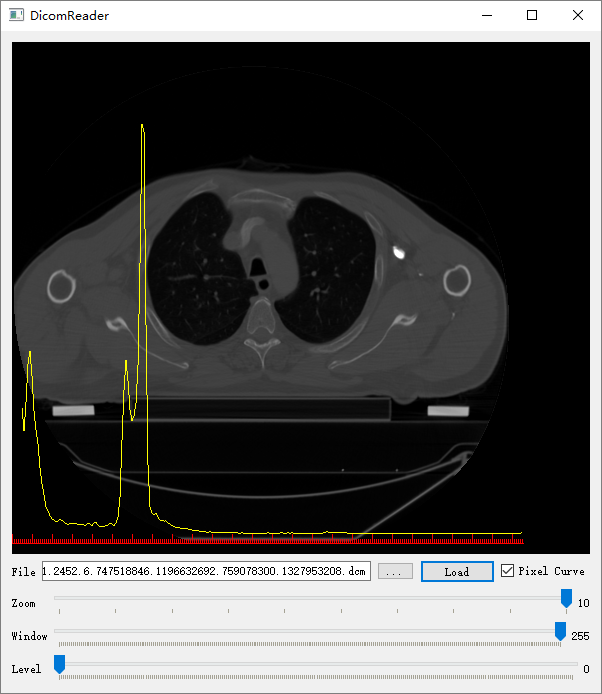 DicomReader
File 1.2452.6.747518846.1196632692.759078300.1327953208.dcm ... Load Pixel Curve
Zoom 10
Window 255
Level 0